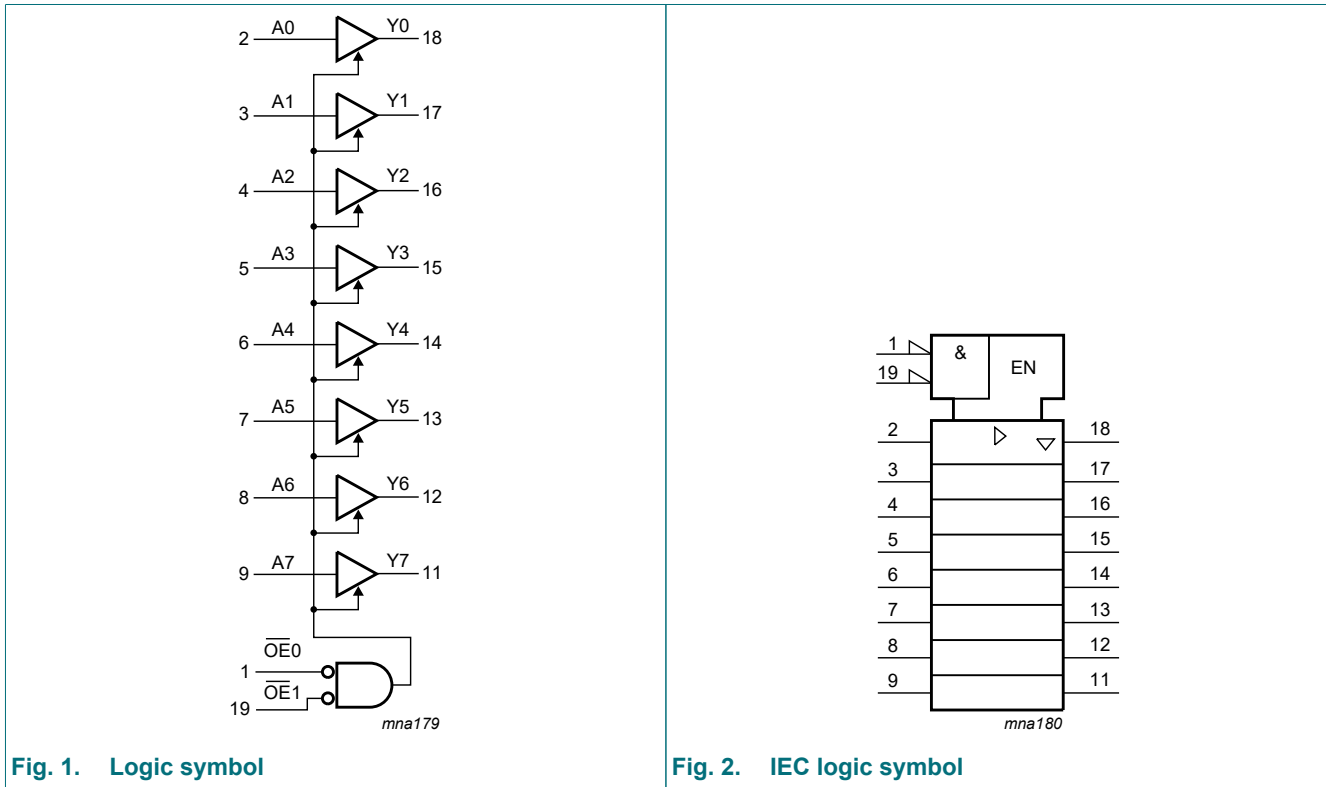 2 A0 Y0 18
3 A1 Y1 17
4 A2 Y2 16
5 A3 Y3 15
6 A4 Y4 14
7 A5 Y5 13
8 A6 Y6 12
9 A7 Y7 11
O̅E̅0
1
O̅E̅1
19
mna179
Fig. 1. Logic symbol
1 & EN
19
2 18
3 17
4 16
5 15
6 14
7 13
8 12
9 11
mna180
Fig. 2. IEC logic symbol